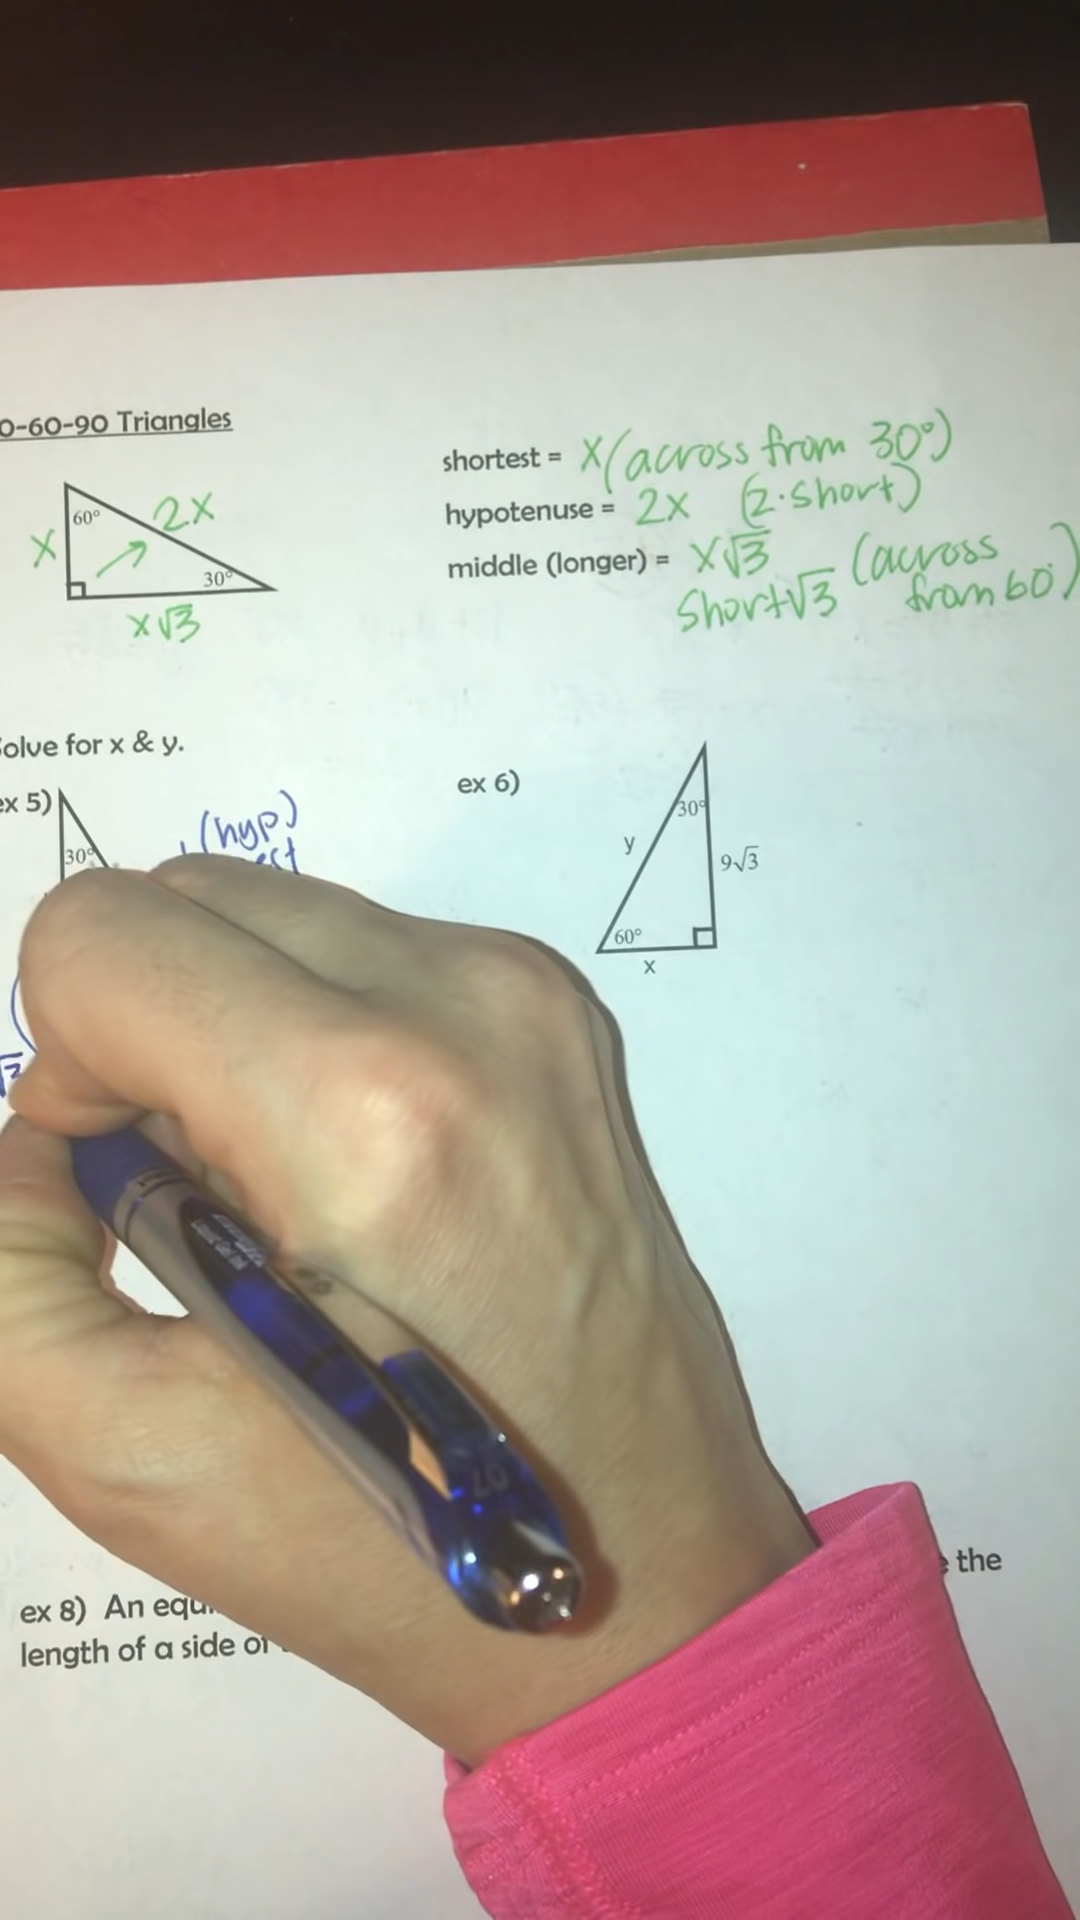 0-60-90 Triangles
shortest = X (across from 30°)
60°
2X
hypotenuse = 2X (2·short)
X
middle (longer) = X√3 (across
30°
Short√3 from 60°)
X√3
olve for x & y.
ex 5)
(hyp)
30°
ex 6)
30°
y
9√3
60°
x
the
ex 8) An equ
length of a side of